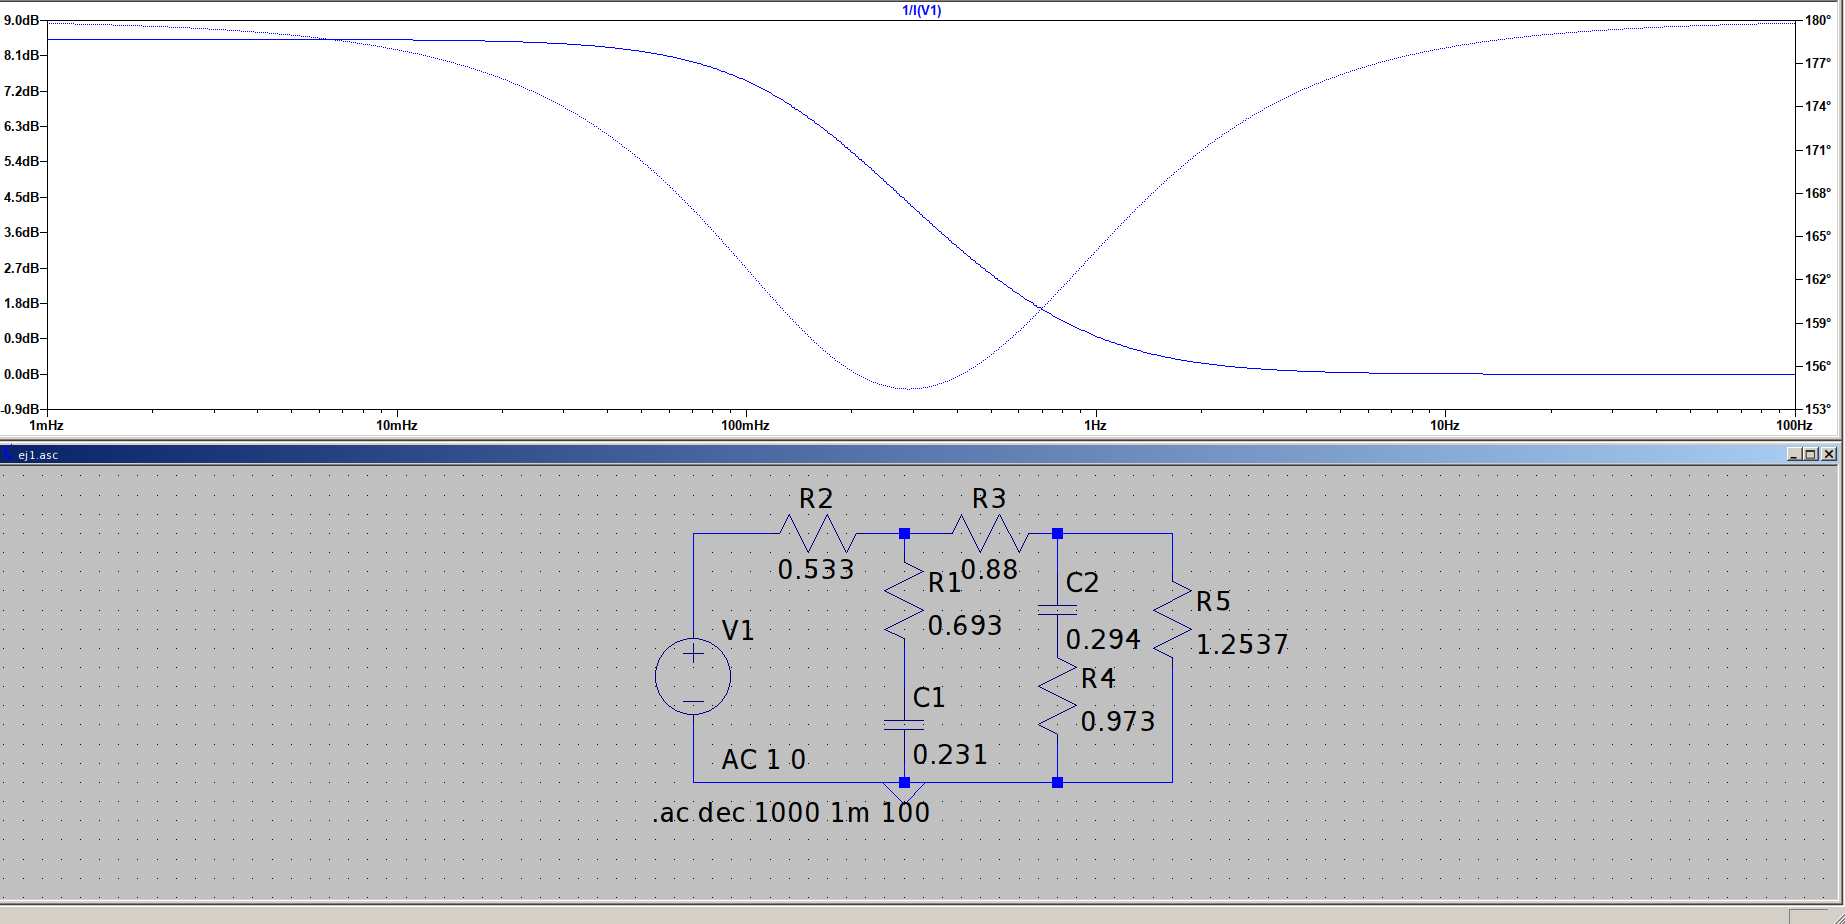 1/I(V1)
9.0dB
8.1dB
7.2dB
6.3dB
5.4dB
4.5dB
3.6dB
2.7dB
1.8dB
0.9dB
0.0dB
-0.9dB
180°
177°
174°
171°
168°
165°
162°
159°
156°
153°
1mHz 10mHz 100mHz 1Hz 10Hz 100Hz
ej1.asc
R2 R3
0.533 0.88
R1 C2
0.693 0.294
R5
1.2537
V1
R4
0.973
C1
0.231
AC 1 0
.ac dec 1000 1m 100